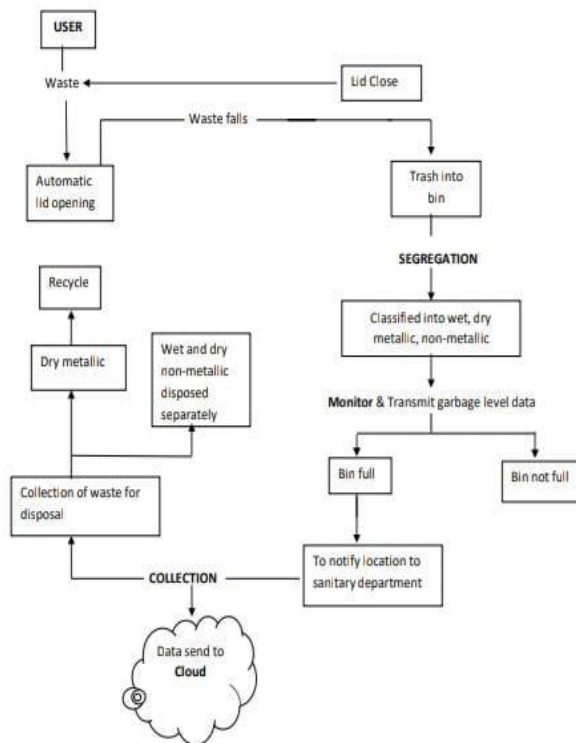 USER
Waste
Lid Close
Waste falls
Automatic
lid opening
Trash into
bin
SEGREGATION
Classified into wet, dry
metallic, non-metallic
Monitor & Transmit garbage level data
Bin full
Bin not full
To notify location to
sanitary department
COLLECTION
Data send to
Cloud
Collection of waste for
disposal
Dry metallic
Recycle
Wet and dry
non-metallic
disposed
separately